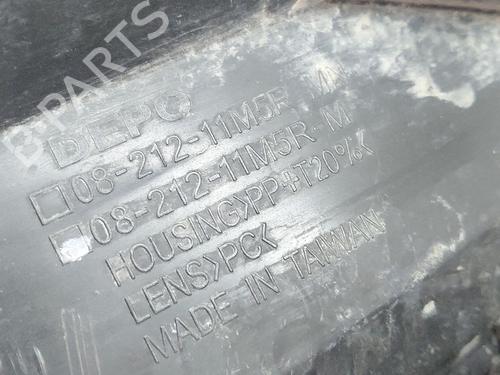 B-PARTS
DEPO
08-212-11M5R
08-212-11M5R-M
HOUSING>PP+T20%<
LENS>PC<
MADE IN TAIWAN